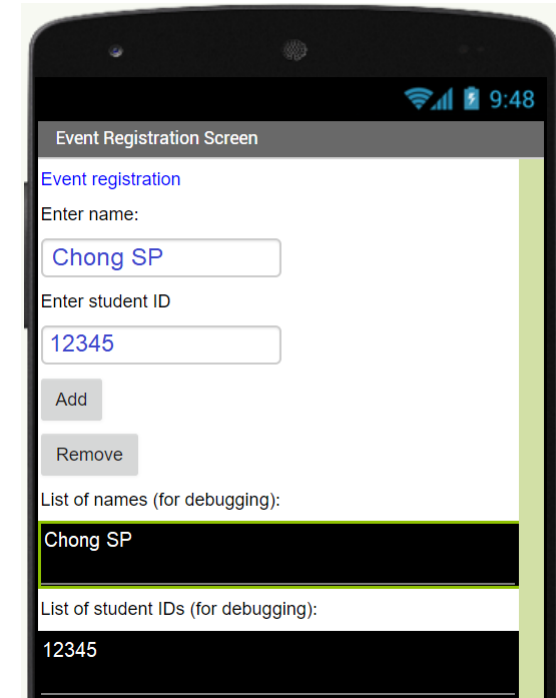 9:48
Event Registration Screen
Event registration
Enter name:
Chong SP
Enter student ID
12345
Add
Remove
List of names (for debugging):
Chong SP
List of student IDs (for debugging):
12345